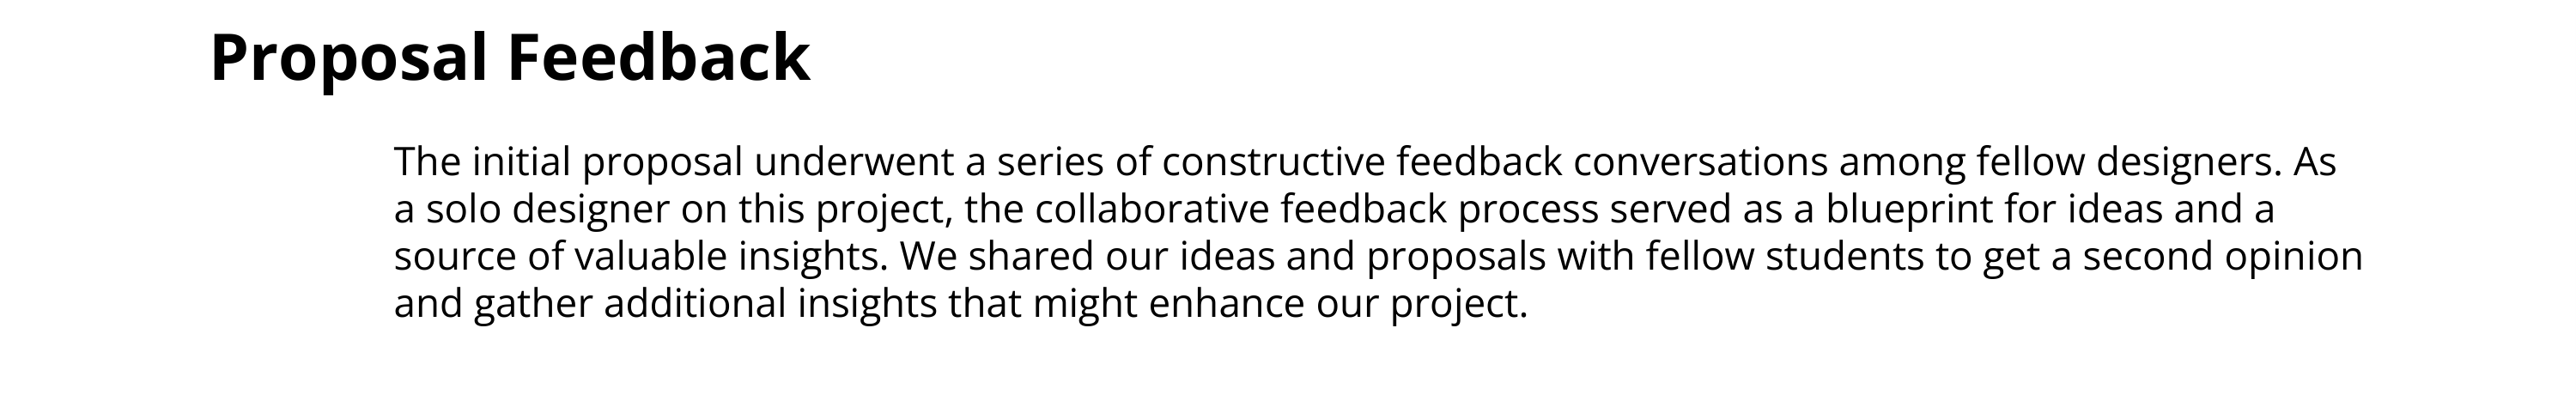 Proposal Feedback
The initial proposal underwent a series of constructive feedback conversations among fellow designers. As
a solo designer on this project, the collaborative feedback process served as a blueprint for ideas and a
source of valuable insights. We shared our ideas and proposals with fellow students to get a second opinion
and gather additional insights that might enhance our project.